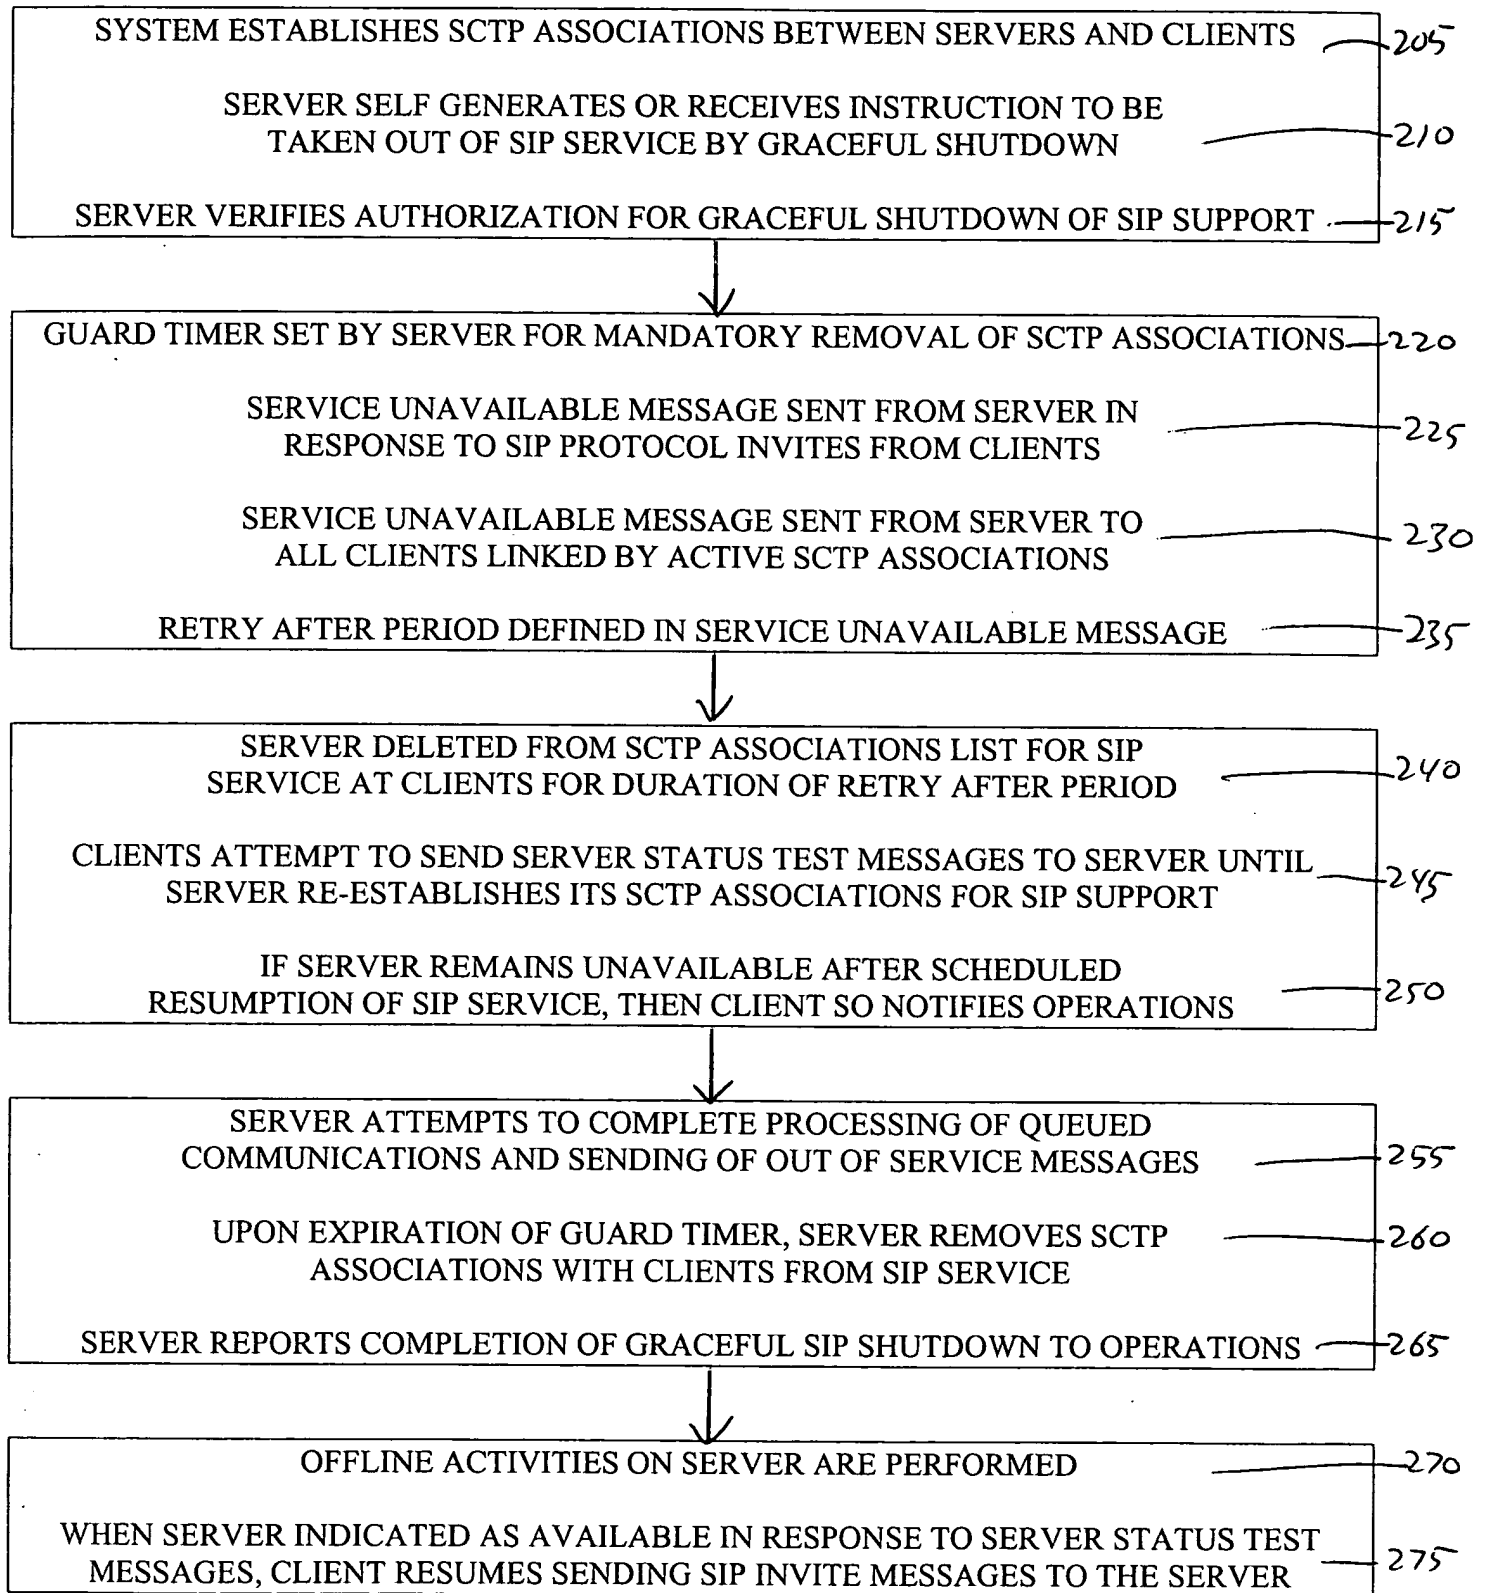 SYSTEM ESTABLISHES SCTP ASSOCIATIONS BETWEEN SERVERS AND CLIENTS 205
SERVER SELF GENERATES OR RECEIVES INSTRUCTION TO BE
TAKEN OUT OF SIP SERVICE BY GRACEFUL SHUTDOWN 210
SERVER VERIFIES AUTHORIZATION FOR GRACEFUL SHUTDOWN OF SIP SUPPORT 215
GUARD TIMER SET BY SERVER FOR MANDATORY REMOVAL OF SCTP ASSOCIATIONS 220
SERVICE UNAVAILABLE MESSAGE SENT FROM SERVER IN
RESPONSE TO SIP PROTOCOL INVITES FROM CLIENTS 225
SERVICE UNAVAILABLE MESSAGE SENT FROM SERVER TO
ALL CLIENTS LINKED BY ACTIVE SCTP ASSOCIATIONS 230
RETRY AFTER PERIOD DEFINED IN SERVICE UNAVAILABLE MESSAGE 235
SERVER DELETED FROM SCTP ASSOCIATIONS LIST FOR SIP
SERVICE AT CLIENTS FOR DURATION OF RETRY AFTER PERIOD 240
CLIENTS ATTEMPT TO SEND SERVER STATUS TEST MESSAGES TO SERVER UNTIL
SERVER RE-ESTABLISHES ITS SCTP ASSOCIATIONS FOR SIP SUPPORT 245
IF SERVER REMAINS UNAVAILABLE AFTER SCHEDULED
RESUMPTION OF SIP SERVICE, THEN CLIENT SO NOTIFIES OPERATIONS 250
SERVER ATTEMPTS TO COMPLETE PROCESSING OF QUEUED
COMMUNICATIONS AND SENDING OF OUT OF SERVICE MESSAGES 255
UPON EXPIRATION OF GUARD TIMER, SERVER REMOVES SCTP
ASSOCIATIONS WITH CLIENTS FROM SIP SERVICE 260
SERVER REPORTS COMPLETION OF GRACEFUL SIP SHUTDOWN TO OPERATIONS 265
OFFLINE ACTIVITIES ON SERVER ARE PERFORMED 270
WHEN SERVER INDICATED AS AVAILABLE IN RESPONSE TO SERVER STATUS TEST
MESSAGES, CLIENT RESUMES SENDING SIP INVITE MESSAGES TO THE SERVER 275